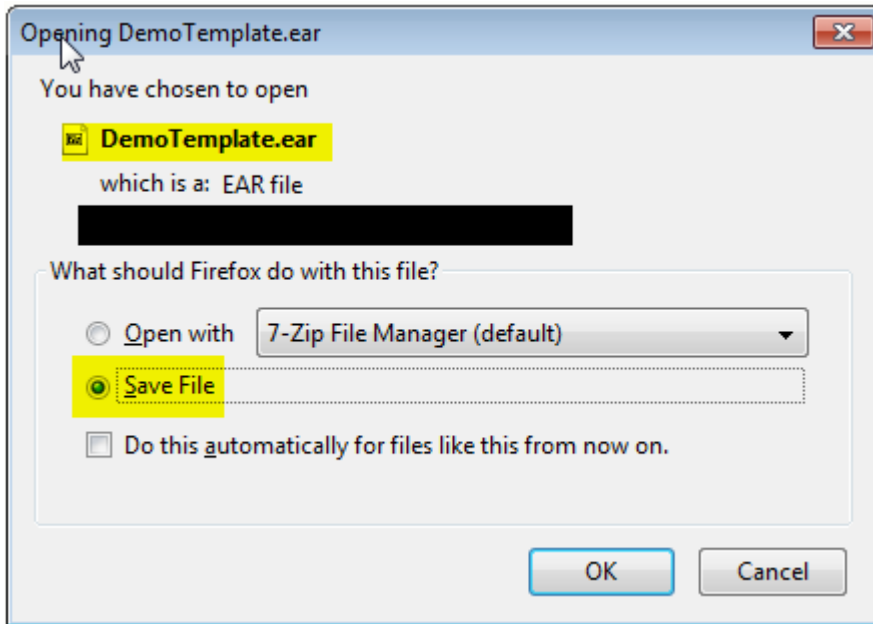 Opening DemoTemplate.ear
You have chosen to open
DemoTemplate.ear
which is a: EAR file
What should Firefox do with this file?
Open with 7-Zip File Manager (default)
Save File
Do this automatically for files like this from now on.
OK Cancel